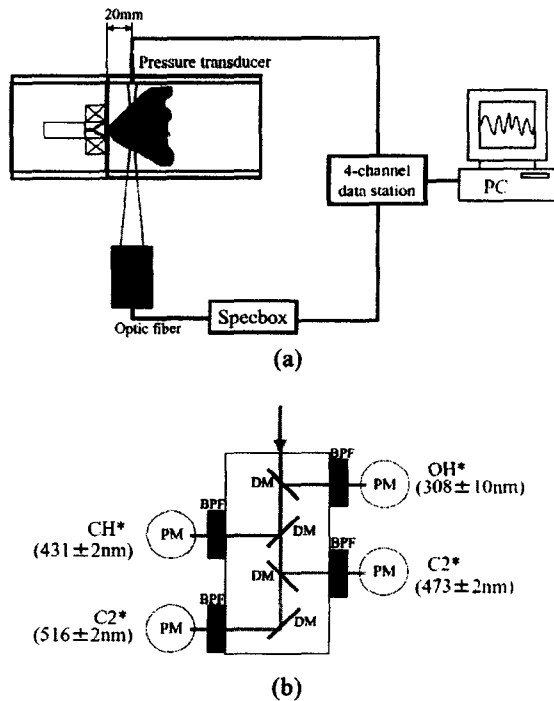 20mm
Pressure transducer
4-channel
data station
PC
Optic fiber
Specbox
(a)
BPF
OH*
DM
PM
(308±10nm)
BPF
CH*
PM
DM
(431±2nm)
BPF
DM
PM
C2*
(473±2nm)
BPF
C2*
PM
DM
(516±2nm)
(b)